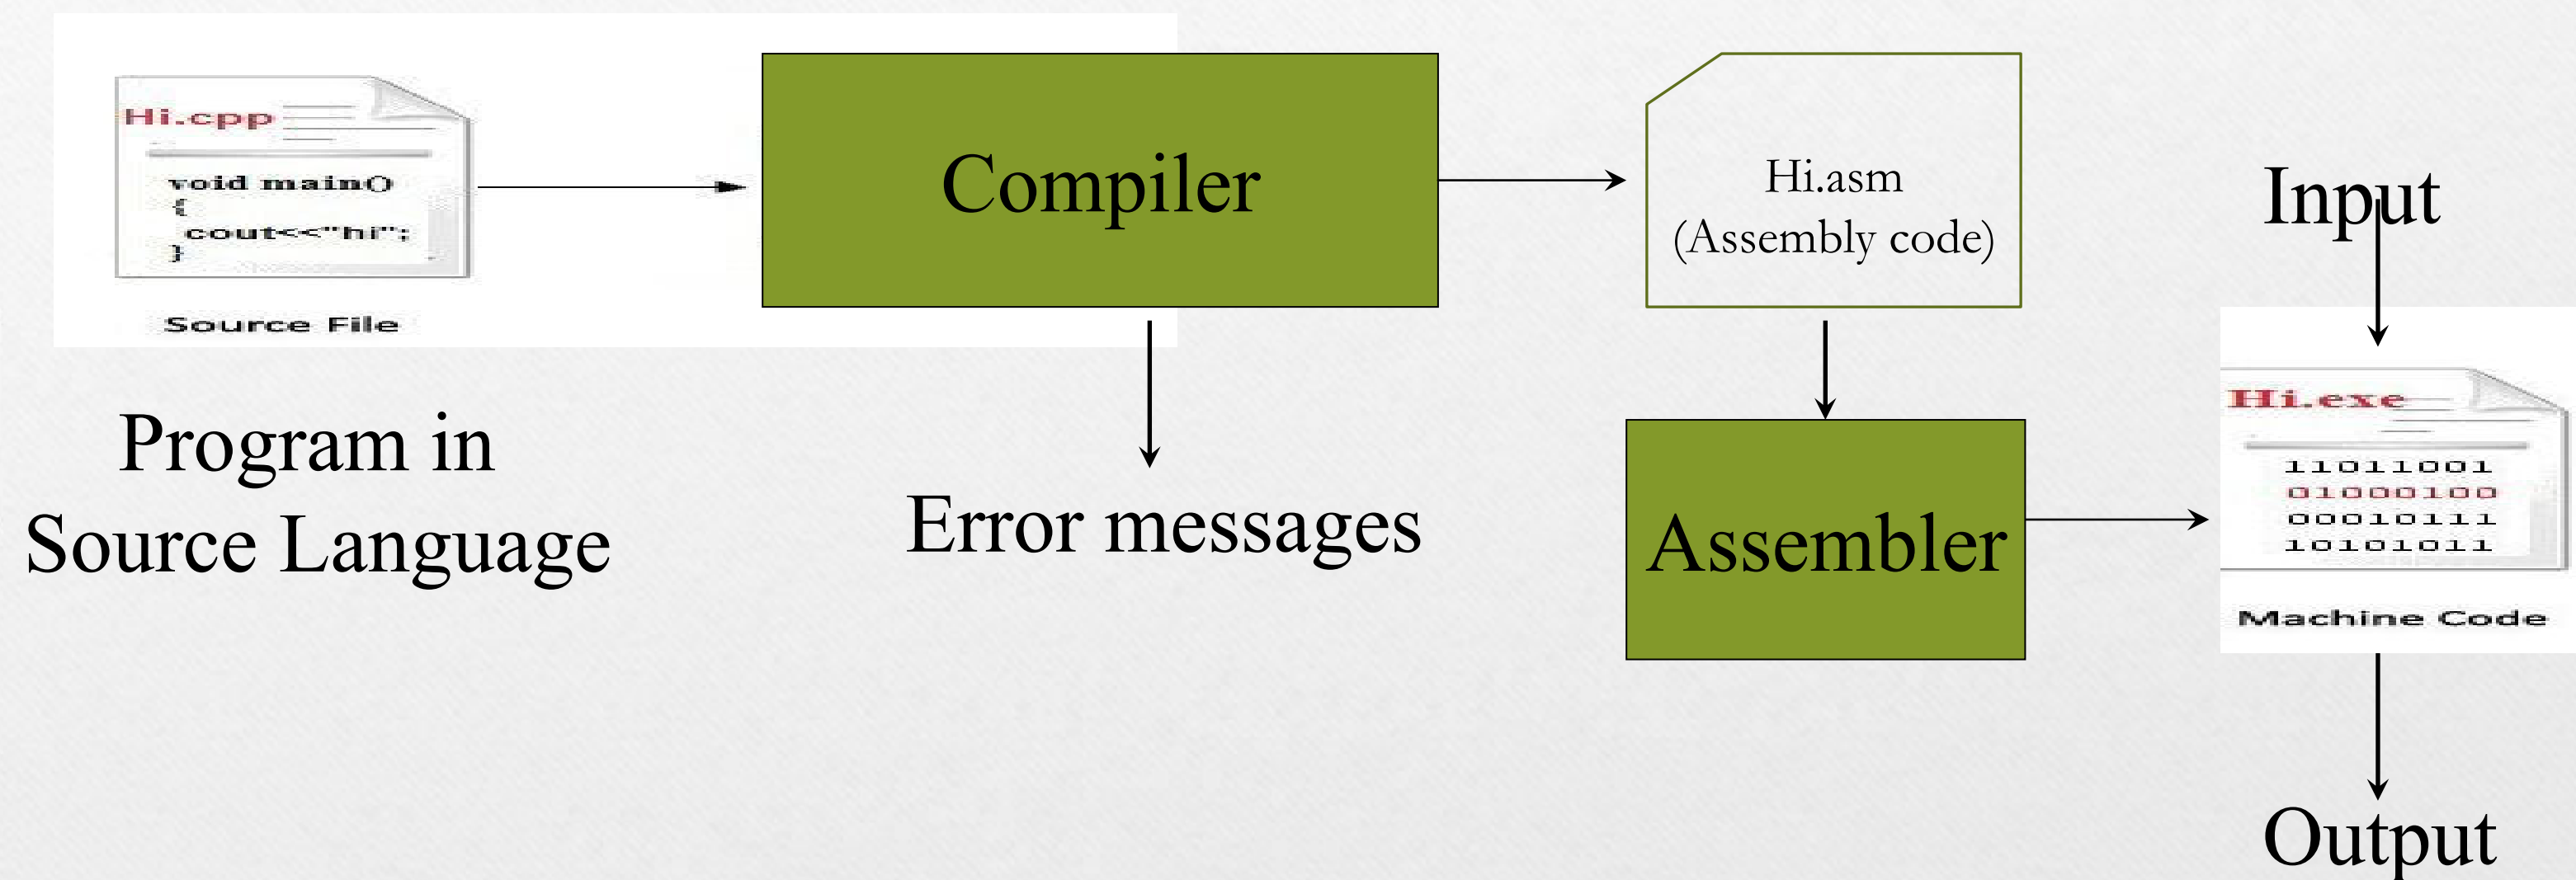 Hi.cpp
void main()
{
cout<<"hi";
}
Source File
Program in
Source Language
Compiler
Error messages
Hi.asm
(Assembly code)
Assembler
Input
Hi.exe
11011001
01000100
00010111
10101011
Machine Code
Output